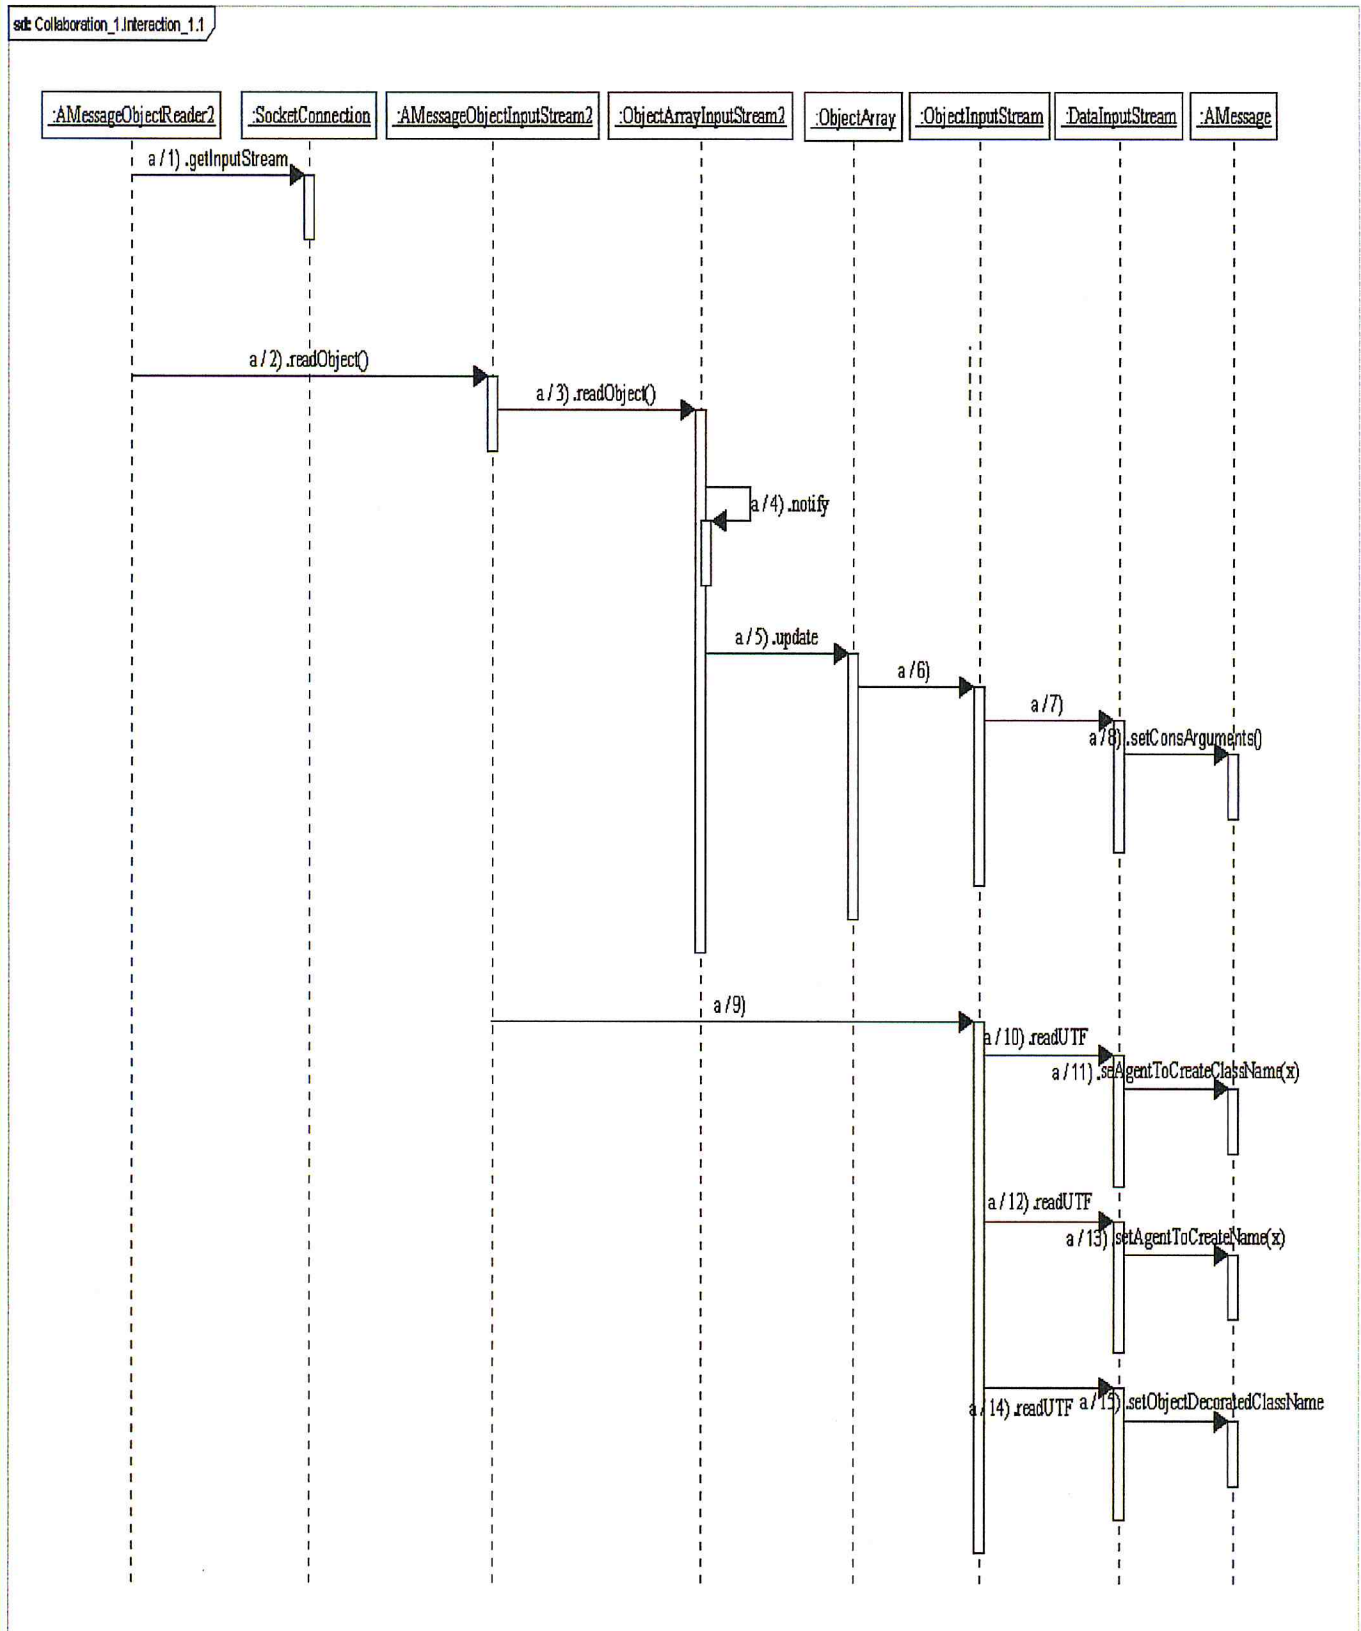 sd: Collaboration_1.Interaction_1.1
:AMessageObjectReader2 :SocketConnection :AMessageObjectInputStream2 :ObjectArrayInputStream2 :ObjectArray :ObjectInputStream :DataInputStream :AMessage
a / 1) .getInputStream
a / 2) .readObject()
a / 3) .readObject()
a / 4) .notify
a / 5) .update
a / 6)
a / 7)
a / 8) .setConsArguments()
a / 9)
a / 10) .readUTF
a / 11) .seAgentToCreateClassName(x)
a / 12) .readUTF
a / 13) .setAgentToCreateName(x)
a / 14) .readUTF
a / 15) .setObjectDecoratedClassName